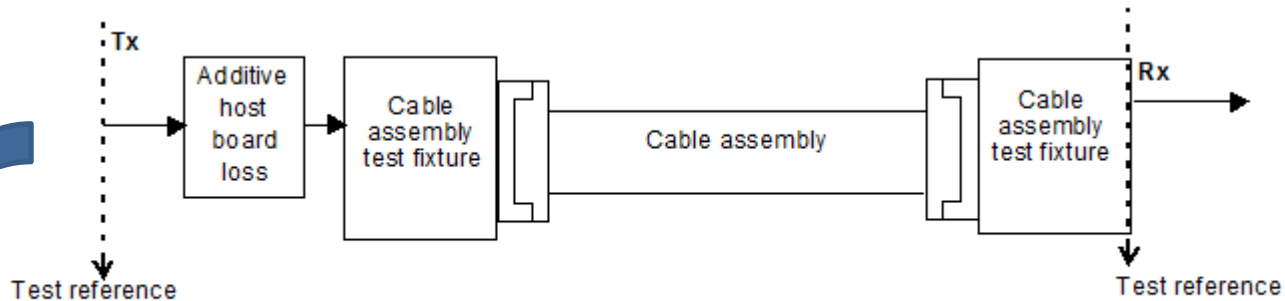 Tx
Additive
host
board
loss
Cable
assembly
test fixture
Cable assembly
Cable
assembly
test fixture
Rx
Test reference
Test reference